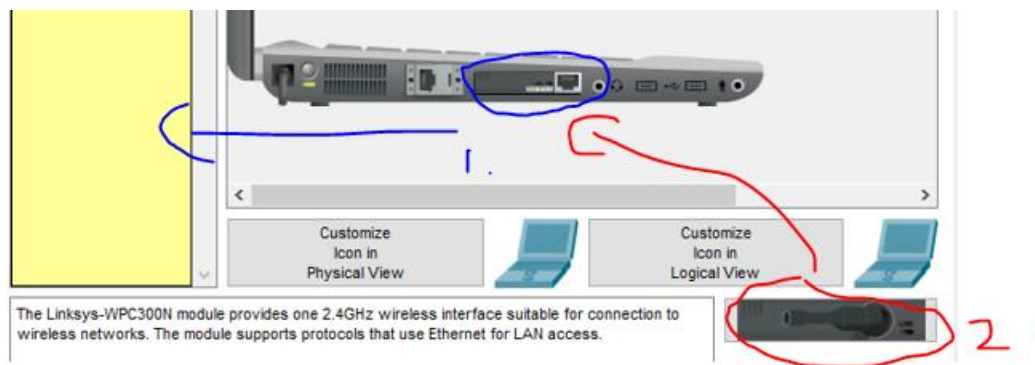 1.
Customize
Icon in
Physical View
Customize
Icon in
Logical View
The Linksys-WPC300N module provides one 2.4GHz wireless interface suitable for connection to
wireless networks. The module supports protocols that use Ethernet for LAN access.
2